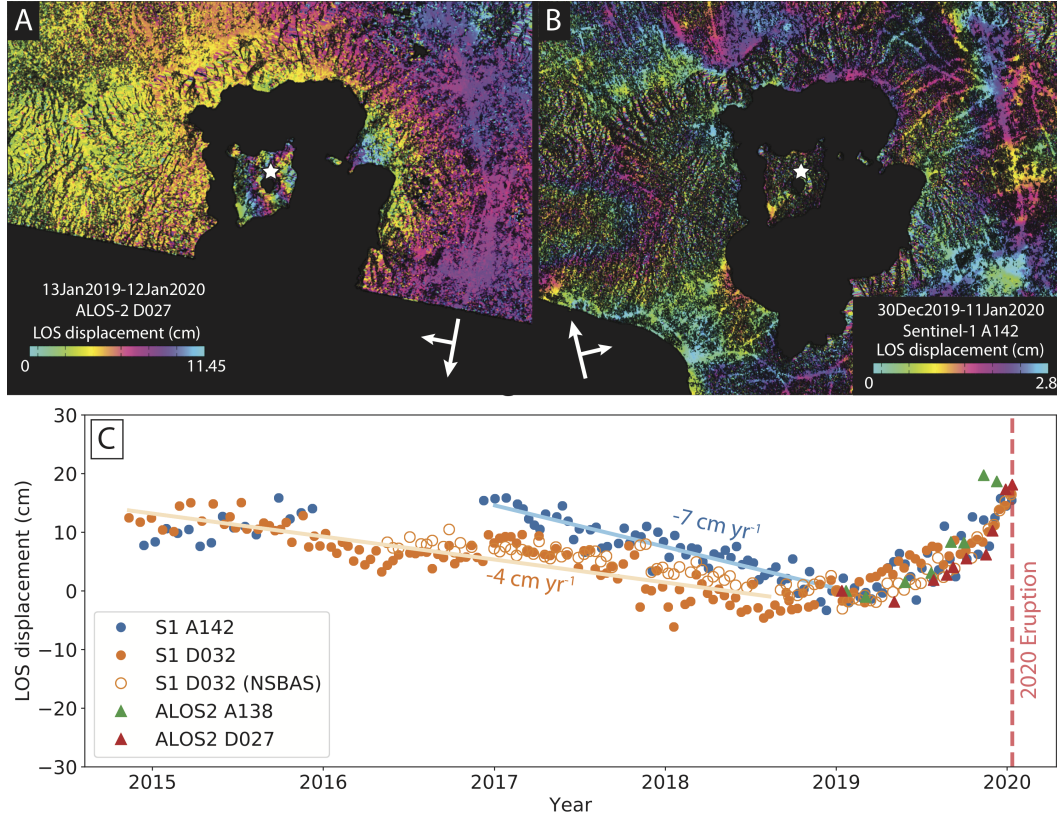 A
B
13Jan2019-12Jan2020
ALOS-2 D027
LOS displacement (cm)
0
11.45
30Dec2019-11Jan2020
Sentinel-1 A142
LOS displacement (cm)
0
2.8
C
LOS displacement (cm)
30
20
10
0
−10
−20
−30
-7 cm yr⁻¹
-4 cm yr⁻¹
2020 Eruption
S1 A142
S1 D032
S1 D032 (NSBAS)
ALOS2 A138
ALOS2 D027
2015
2016
2017
2018
2019
2020
Year